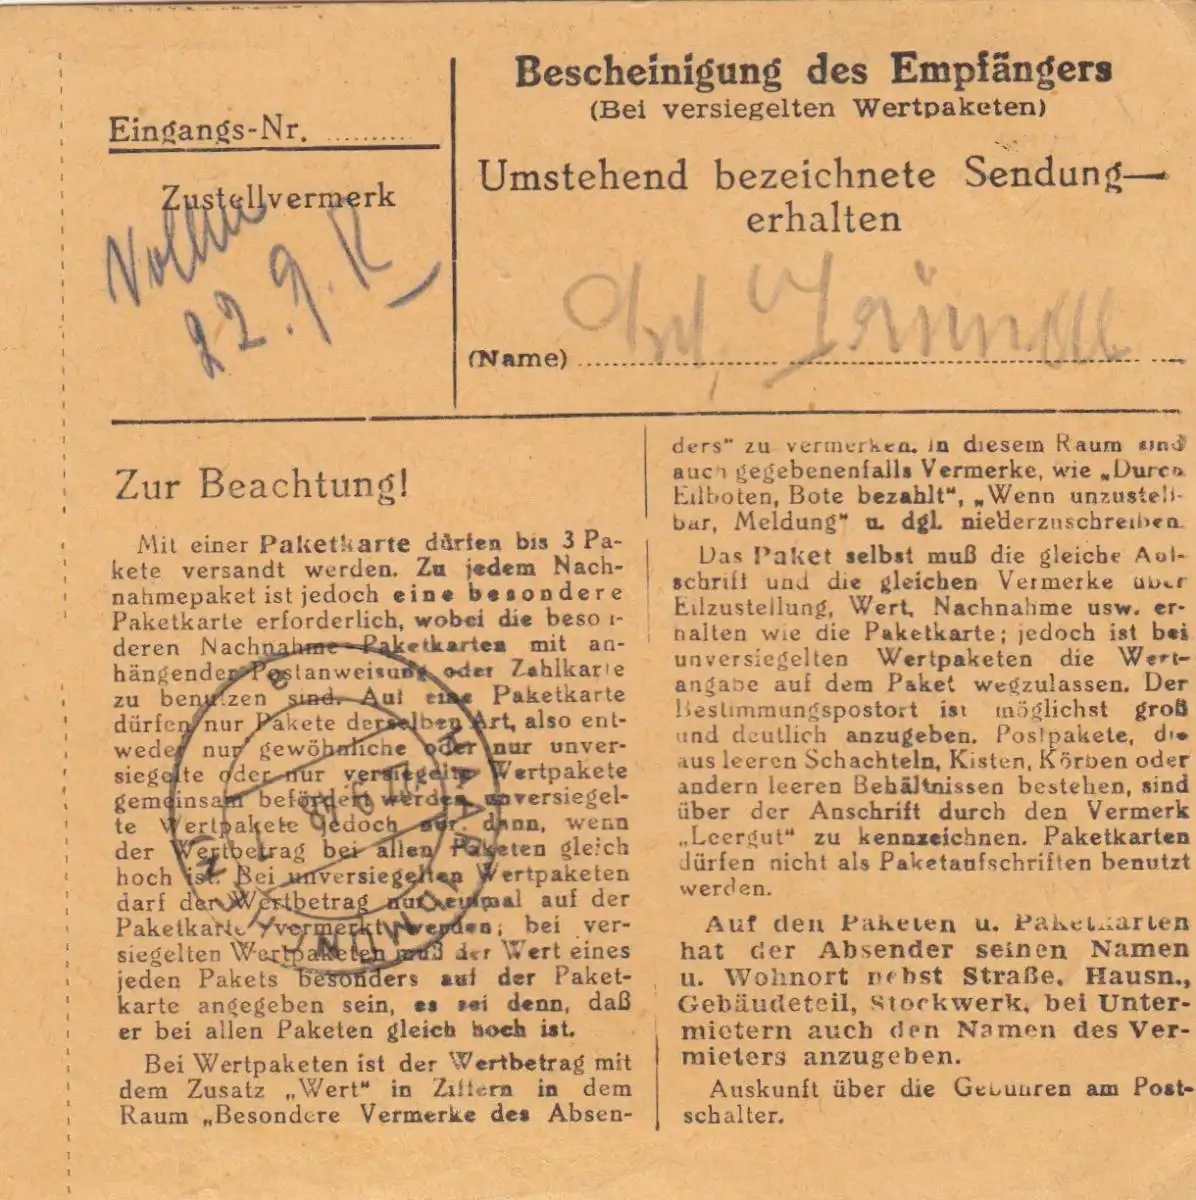 Eingangs-Nr.
Zustellvermerk
22. 9.
Bescheinigung des Empfängers
(Bei versiegelten Wertpaketen)
Umstehend bezeichnete Sendung—
erhalten
(Name)
Zur Beachtung!
Mit einer Paketkarte dürfen bis 3 Pa-
kete versandt werden. Zu jedem Nach-
nahmepaket ist jedoch eine besondere
Paketkarte erforderlich, wobei die beson-
deren Nachnahme-Paketkarten mit an-
hängender Postanweisung oder Zahlkarte
zu benutzen sind. Auf eine Paketkarte
dürfen nur Pakete derselben Art, also ent-
weder nur gewöhnliche oder nur unver-
siegelte oder nur versiegelte Wertpakete
gemeinsam befördert werden, unversiegel-
te Wertpakete jedoch nur dann, wenn
der Wertbetrag bei allen Paketen gleich
hoch ist. Bei unversiegelten Wertpaketen
darf der Wertbetrag nur einmal auf der
Paketkarte vermerkt werden; bei ver-
siegelten Wertpaketen muß der Wert eines
jeden Pakets besonders auf der Paket-
karte angegeben sein, es sei denn, daß
er bei allen Paketen gleich hoch ist.
Bei Wertpaketen ist der Wertbetrag mit
dem Zusatz „Wert“ in Ziffern in dem
Raum „Besondere Vermerke des Absen-
ders“ zu vermerken. In diesem Raum sind
auch gegebenenfalls Vermerke, wie „Durch
Eilboten, Bote bezahlt“, „Wenn unzustell-
bar, Meldung“ u. dgl. niederzuschreiben.
Das Paket selbst muß die gleiche Auf-
schrift und die gleichen Vermerke über
Eilzustellung, Wert, Nachnahme usw. er-
halten wie die Paketkarte; jedoch ist bei
unversiegelten Wertpaketen die Wert-
angabe auf dem Paket wegzulassen. Der
Bestimmungspostort ist möglichst groß
und deutlich anzugeben. Postpakete, die
aus leeren Schachteln, Kisten, Körben oder
andern leeren Behältnissen bestehen, sind
über der Anschrift durch den Vermerk
„Leergut“ zu kennzeichnen. Paketkarten
dürfen nicht als Paketaufschriften benutzt
werden.
Auf den Paketen u. Paketkarten
hat der Absender seinen Namen
u. Wohnort nebst Straße, Hausn.,
Gebäudeteil, Stockwerk, bei Unter-
mietern auch den Namen des Ver-
mieters anzugeben.
Auskunft über die Gebühren am Post-
schalter.